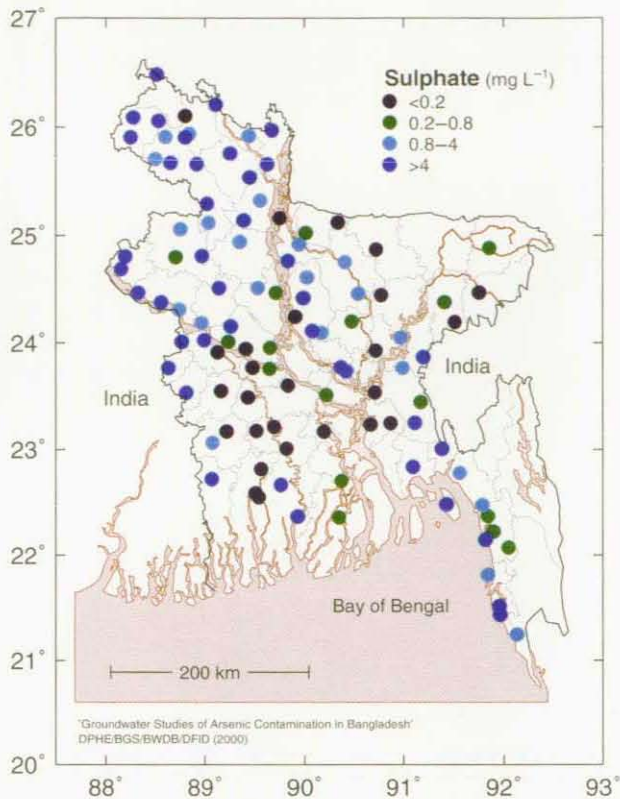 27°
26°
25°
24°
23°
22°
21°
20°
Sulphate (mg L⁻¹)
<0.2
0.2–0.8
0.8–4
>4
India
India
Bay of Bengal
200 km
'Groundwater Studies of Arsenic Contamination in Bangladesh'
DPHE/BGS/BWDB/DFID (2000)
88° 89° 90° 91° 92° 93°